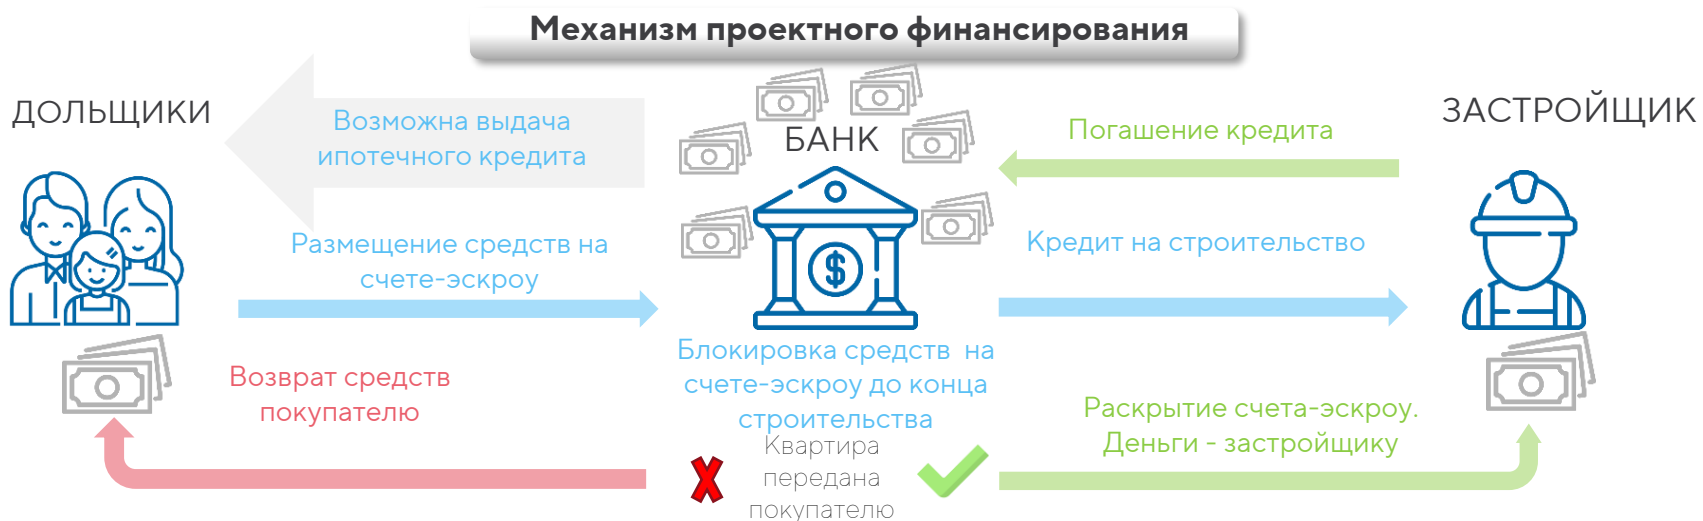 Механизм проектного финансирования
ДОЛЬЩИКИ
Возможна выдача
ипотечного кредита
БАНК
Погашение кредита
ЗАСТРОЙЩИК
Размещение средств на
счете-эскроу
Кредит на строительство
Блокировка средств на
счете-эскроу до конца
строительства
Возврат средств
покупателю
Квартира
передана
покупателю
Раскрытие счета-эскроу.
Деньги - застройщику